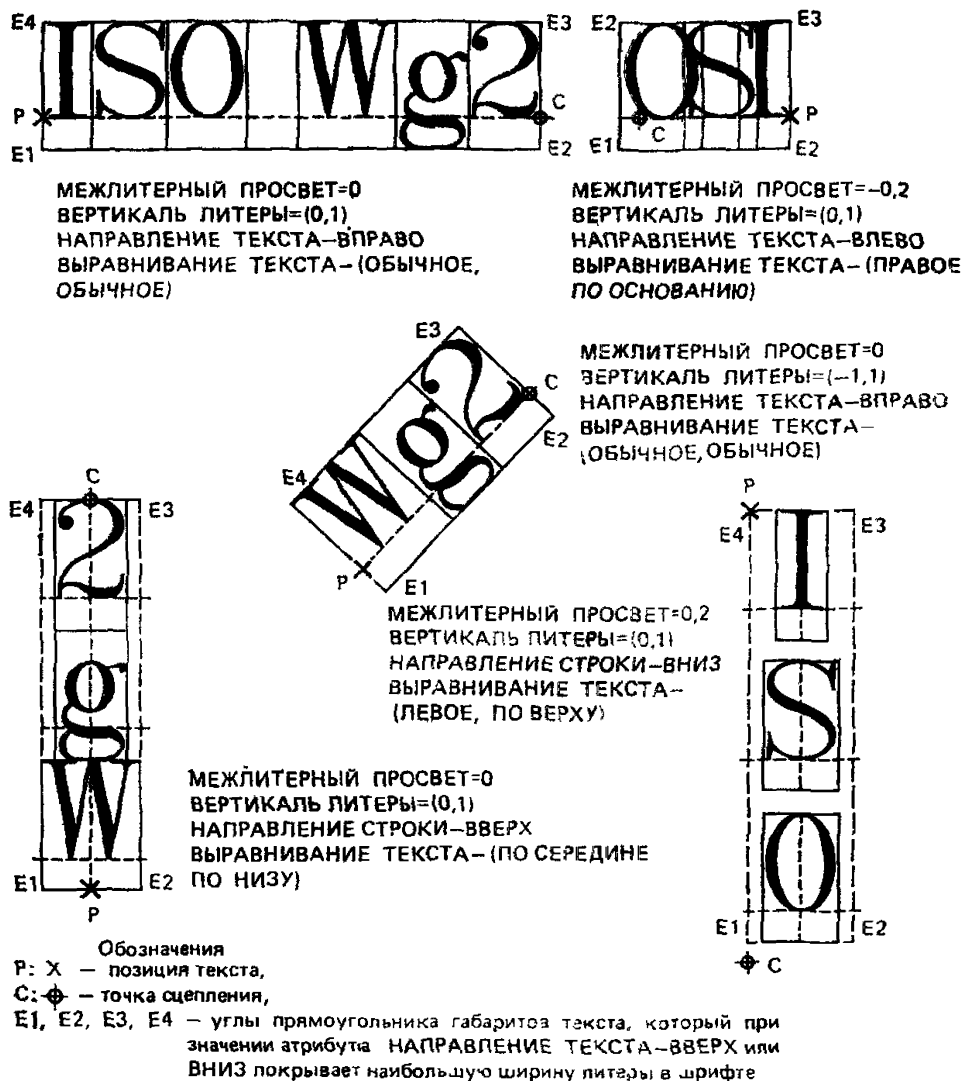 E4 ISO Wg2 E3
P C
E1 E2
E2 OSI E3
C P
E1 E2
МЕЖЛИТЕРНЫЙ ПРОСВЕТ=0
ВЕРТИКАЛЬ ЛИТЕРЫ=(0,1)
НАПРАВЛЕНИЕ ТЕКСТА—ВПРАВО
ВЫРАВНИВАНИЕ ТЕКСТА—(ОБЫЧНОЕ,
ОБЫЧНОЕ)
МЕЖЛИТЕРНЫЙ ПРОСВЕТ=—0,2
ВЕРТИКАЛЬ ЛИТЕРЫ=(0,1)
НАПРАВЛЕНИЕ ТЕКСТА—ВЛЕВО
ВЫРАВНИВАНИЕ ТЕКСТА—(ПРАВОЕ
ПО ОСНОВАНИЮ)
E3
Wg2
C
E2
E4
P
E1
МЕЖЛИТЕРНЫЙ ПРОСВЕТ=0
ВЕРТИКАЛЬ ЛИТЕРЫ=(—1,1)
НАПРАВЛЕНИЕ ТЕКСТА—ВПРАВО
ВЫРАВНИВАНИЕ ТЕКСТА—
(ОБЫЧНОЕ, ОБЫЧНОЕ)
C
E4 2 E3
g
W
E1 E2
P
МЕЖЛИТЕРНЫЙ ПРОСВЕТ=0,2
ВЕРТИКАЛЬ ЛИТЕРЫ=(0,1)
НАПРАВЛЕНИЕ СТРОКИ—ВНИЗ
ВЫРАВНИВАНИЕ ТЕКСТА—
(ЛЕВОЕ, ПО ВЕРХУ)
P
E4 I E3
S
O
E1 E2
C
МЕЖЛИТЕРНЫЙ ПРОСВЕТ=0
ВЕРТИКАЛЬ ЛИТЕРЫ=(0,1)
НАПРАВЛЕНИЕ СТРОКИ—ВВЕРХ
ВЫРАВНИВАНИЕ ТЕКСТА—(ПО СЕРЕДИНЕ
ПО НИЗУ)
Обозначения
P: X — позиция текста,
C: — точка сцепления,
E1, E2, E3, E4 — углы прямоугольника габаритов текста, который при
значении атрибута НАПРАВЛЕНИЕ ТЕКСТА—ВВЕРХ или
ВНИЗ покрывает наибольшую ширину литеры в шрифте